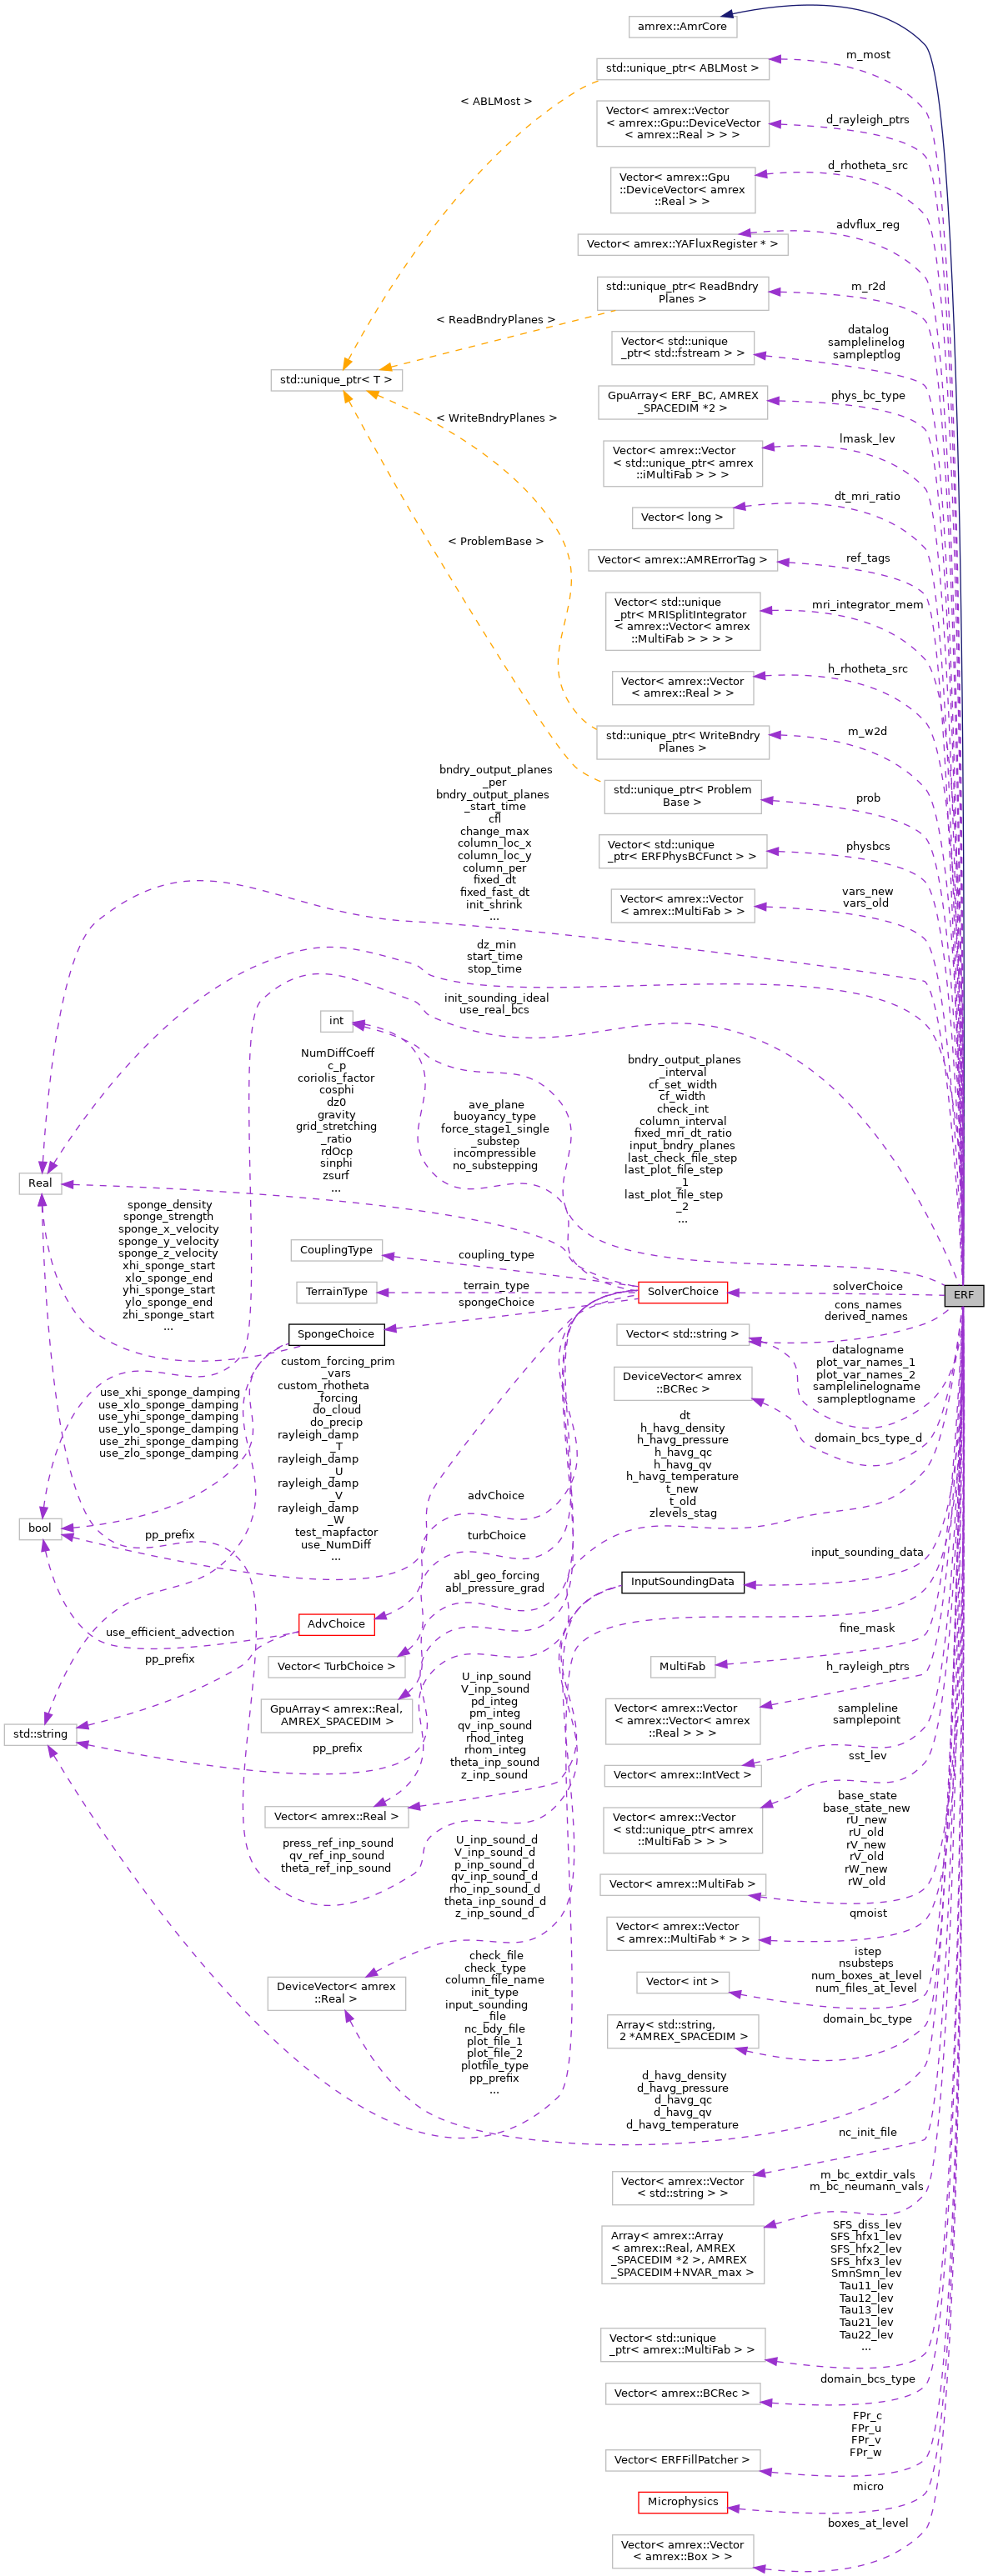 amrex::AmrCore
m_most
std::unique_ptr< ABLMost >
< ABLMost >
Vector< amrex::Vector
< amrex::Gpu::DeviceVector
< amrex::Real > > >
d_rayleigh_ptrs
d_rhotheta_src
Vector< amrex::Gpu
::DeviceVector< amrex
::Real > >
advflux_reg
Vector< amrex::YAFluxRegister * >
m_r2d
std::unique_ptr< ReadBndry
Planes >
< ReadBndryPlanes >
datalog
samplelinelog
sampleptlog
Vector< std::unique
_ptr< std::fstream > >
std::unique_ptr< T >
phys_bc_type
GpuArray< ERF_BC, AMREX
_SPACEDIM *2 >
< WriteBndryPlanes >
lmask_lev
Vector< amrex::Vector
< std::unique_ptr< amrex
::iMultiFab > > >
dt_mri_ratio
Vector< long >
< ProblemBase >
ref_tags
Vector< amrex::AMRErrorTag >
mri_integrator_mem
Vector< std::unique
_ptr< MRISplitIntegrator
< amrex::Vector< amrex
::MultiFab > > > >
h_rhotheta_src
Vector< amrex::Vector
< amrex::Real > >
m_w2d
std::unique_ptr< WriteBndry
Planes >
prob
std::unique_ptr< Problem
Base >
physbcs
Vector< std::unique
_ptr< ERFPhysBCFunct > >
vars_new
vars_old
Vector< amrex::Vector
< amrex::MultiFab > >
bndry_output_planes
_per
bndry_output_planes
_start_time
cfl
change_max
column_loc_x
column_loc_y
column_per
fixed_dt
fixed_fast_dt
init_shrink
...
dz_min
start_time
stop_time
init_sounding_ideal
use_real_bcs
int
NumDiffCoeff
c_p
coriolis_factor
cosphi
dz0
gravity
grid_stretching
_ratio
rdOcp
sinphi
zsurf
...
ave_plane
buoyancy_type
force_stage1_single
_substep
incompressible
no_substepping
bndry_output_planes
_interval
cf_set_width
cf_width
check_int
column_interval
fixed_mri_dt_ratio
input_bndry_planes
last_check_file_step
last_plot_file_step
_1
last_plot_file_step
_2
...
Real
sponge_density
sponge_strength
sponge_x_velocity
sponge_y_velocity
sponge_z_velocity
xhi_sponge_start
xlo_sponge_end
yhi_sponge_start
ylo_sponge_end
zhi_sponge_start
...
CouplingType
coupling_type
TerrainType
terrain_type
spongeChoice
SolverChoice
solverChoice
ERF
SpongeChoice
cons_names
derived_names
Vector< std::string >
datalogname
plot_var_names_1
plot_var_names_2
samplelinelogname
sampleptlogname
DeviceVector< amrex
::BCRec >
domain_bcs_type_d
use_xhi_sponge_damping
use_xlo_sponge_damping
use_yhi_sponge_damping
use_ylo_sponge_damping
use_zhi_sponge_damping
use_zlo_sponge_damping
custom_forcing_prim
_vars
custom_rhotheta
_forcing
do_cloud
do_precip
rayleigh_damp
_T
rayleigh_damp
_U
rayleigh_damp
_V
rayleigh_damp
_W
test_mapfactor
use_NumDiff
...
dt
h_havg_density
h_havg_pressure
h_havg_qc
h_havg_qv
h_havg_temperature
t_new
t_old
zlevels_stag
bool
pp_prefix
advChoice
turbChoice
abl_geo_forcing
abl_pressure_grad
InputSoundingData
input_sounding_data
AdvChoice
use_efficient_advection
pp_prefix
Vector< TurbChoice >
fine_mask
MultiFab
h_rayleigh_ptrs
Vector< amrex::Vector
< amrex::Vector< amrex
::Real > > >
GpuArray< amrex::Real,
AMREX_SPACEDIM >
std::string
pp_prefix
U_inp_sound
V_inp_sound
pd_integ
pm_integ
qv_inp_sound
rhod_integ
rhom_integ
theta_inp_sound
z_inp_sound
sampleline
samplepoint
Vector< amrex::IntVect >
sst_lev
Vector< amrex::Vector
< std::unique_ptr< amrex
::MultiFab > > >
Vector< amrex::Real >
press_ref_inp_sound
qv_ref_inp_sound
theta_ref_inp_sound
U_inp_sound_d
V_inp_sound_d
p_inp_sound_d
qv_inp_sound_d
rho_inp_sound_d
theta_inp_sound_d
z_inp_sound_d
base_state
base_state_new
rU_new
rU_old
rV_new
rV_old
rW_new
rW_old
Vector< amrex::MultiFab >
qmoist
Vector< amrex::Vector
< amrex::MultiFab * > >
DeviceVector< amrex
::Real >
check_file
check_type
column_file_name
init_type
input_sounding
_file
nc_bdy_file
plot_file_1
plot_file_2
plotfile_type
pp_prefix
...
istep
nsubsteps
num_boxes_at_level
num_files_at_level
Vector< int >
domain_bc_type
Array< std::string,
2 *AMREX_SPACEDIM >
d_havg_density
d_havg_pressure
d_havg_qc
d_havg_qv
d_havg_temperature
nc_init_file
Vector< amrex::Vector
< std::string > >
m_bc_extdir_vals
m_bc_neumann_vals
Array< amrex::Array
< amrex::Real, AMREX
_SPACEDIM *2 >, AMREX
_SPACEDIM+NVAR_max >
SFS_diss_lev
SFS_hfx1_lev
SFS_hfx2_lev
SFS_hfx3_lev
SmnSmn_lev
Tau11_lev
Tau12_lev
Tau13_lev
Tau21_lev
Tau22_lev
...
Vector< std::unique
_ptr< amrex::MultiFab > >
domain_bcs_type
Vector< amrex::BCRec >
FPr_c
FPr_u
FPr_v
FPr_w
Vector< ERFFillPatcher >
micro
Microphysics
boxes_at_level
Vector< amrex::Vector
< amrex::Box > >